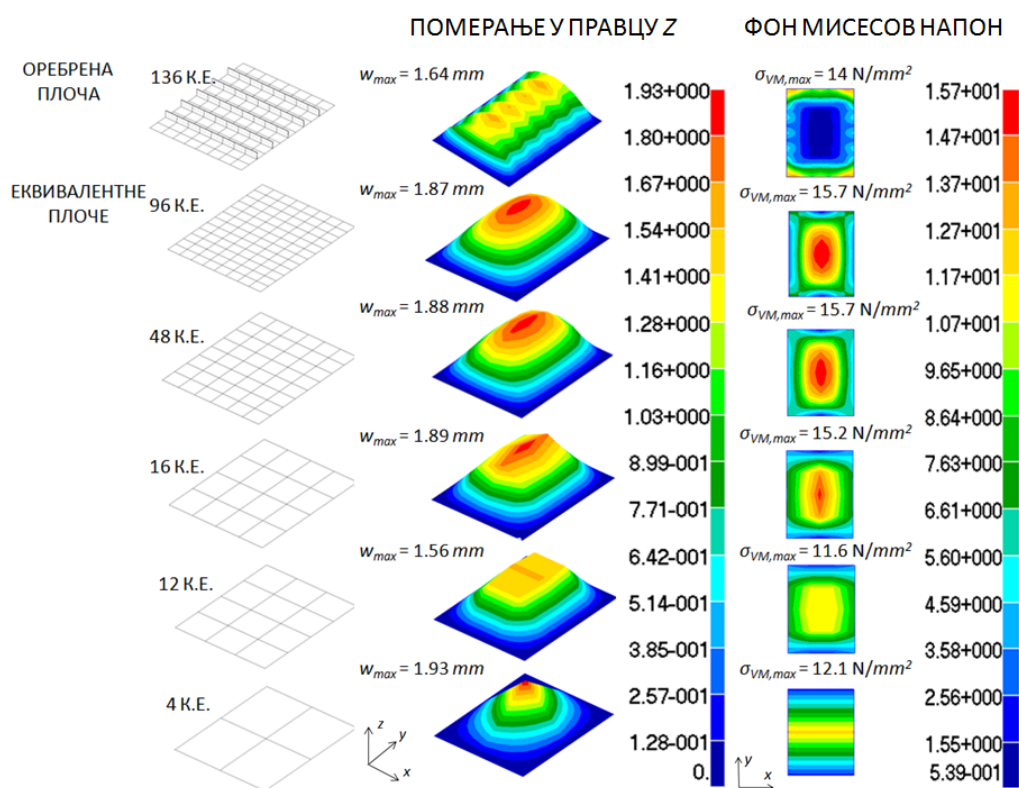 ПОМЕРАЊЕ У ПРАВЦУ Z
ФОН МИСЕСОВ НАПОН
ОРЕБРЕНА
ПЛОЧА
136 К.Е.
w_max = 1.64 mm
σ_VM,max = 14 N/mm²
ЕКВИВАЛЕНТНЕ
ПЛОЧЕ
96 К.Е.
w_max = 1.87 mm
σ_VM,max = 15.7 N/mm²
48 К.Е.
w_max = 1.88 mm
σ_VM,max = 15.7 N/mm²
16 К.Е.
w_max = 1.89 mm
σ_VM,max = 15.2 N/mm²
12 К.Е.
w_max = 1.56 mm
σ_VM,max = 11.6 N/mm²
4 К.Е.
w_max = 1.93 mm
σ_VM,max = 12.1 N/mm²
1.93+000
1.80+000
1.67+000
1.54+000
1.41+000
1.28+000
1.16+000
1.03+000
8.99-001
7.71-001
6.42-001
5.14-001
3.85-001
2.57-001
1.28-001
0.
1.57+001
1.47+001
1.37+001
1.27+001
1.17+001
1.07+001
9.65+000
8.64+000
7.63+000
6.61+000
5.60+000
4.59+000
3.58+000
2.56+000
1.55+000
5.39-001
z
y
x
y
x